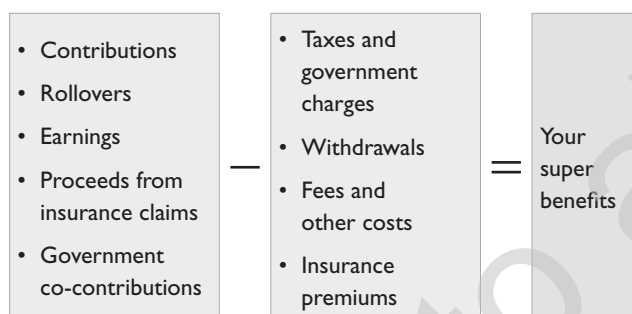 • Contributions
• Rollovers
• Earnings
• Proceeds from
insurance claims
• Government
co-contributions
–
• Taxes and
government
charges
• Withdrawals
• Fees and
other costs
• Insurance
premiums
=
Your
super
benefits